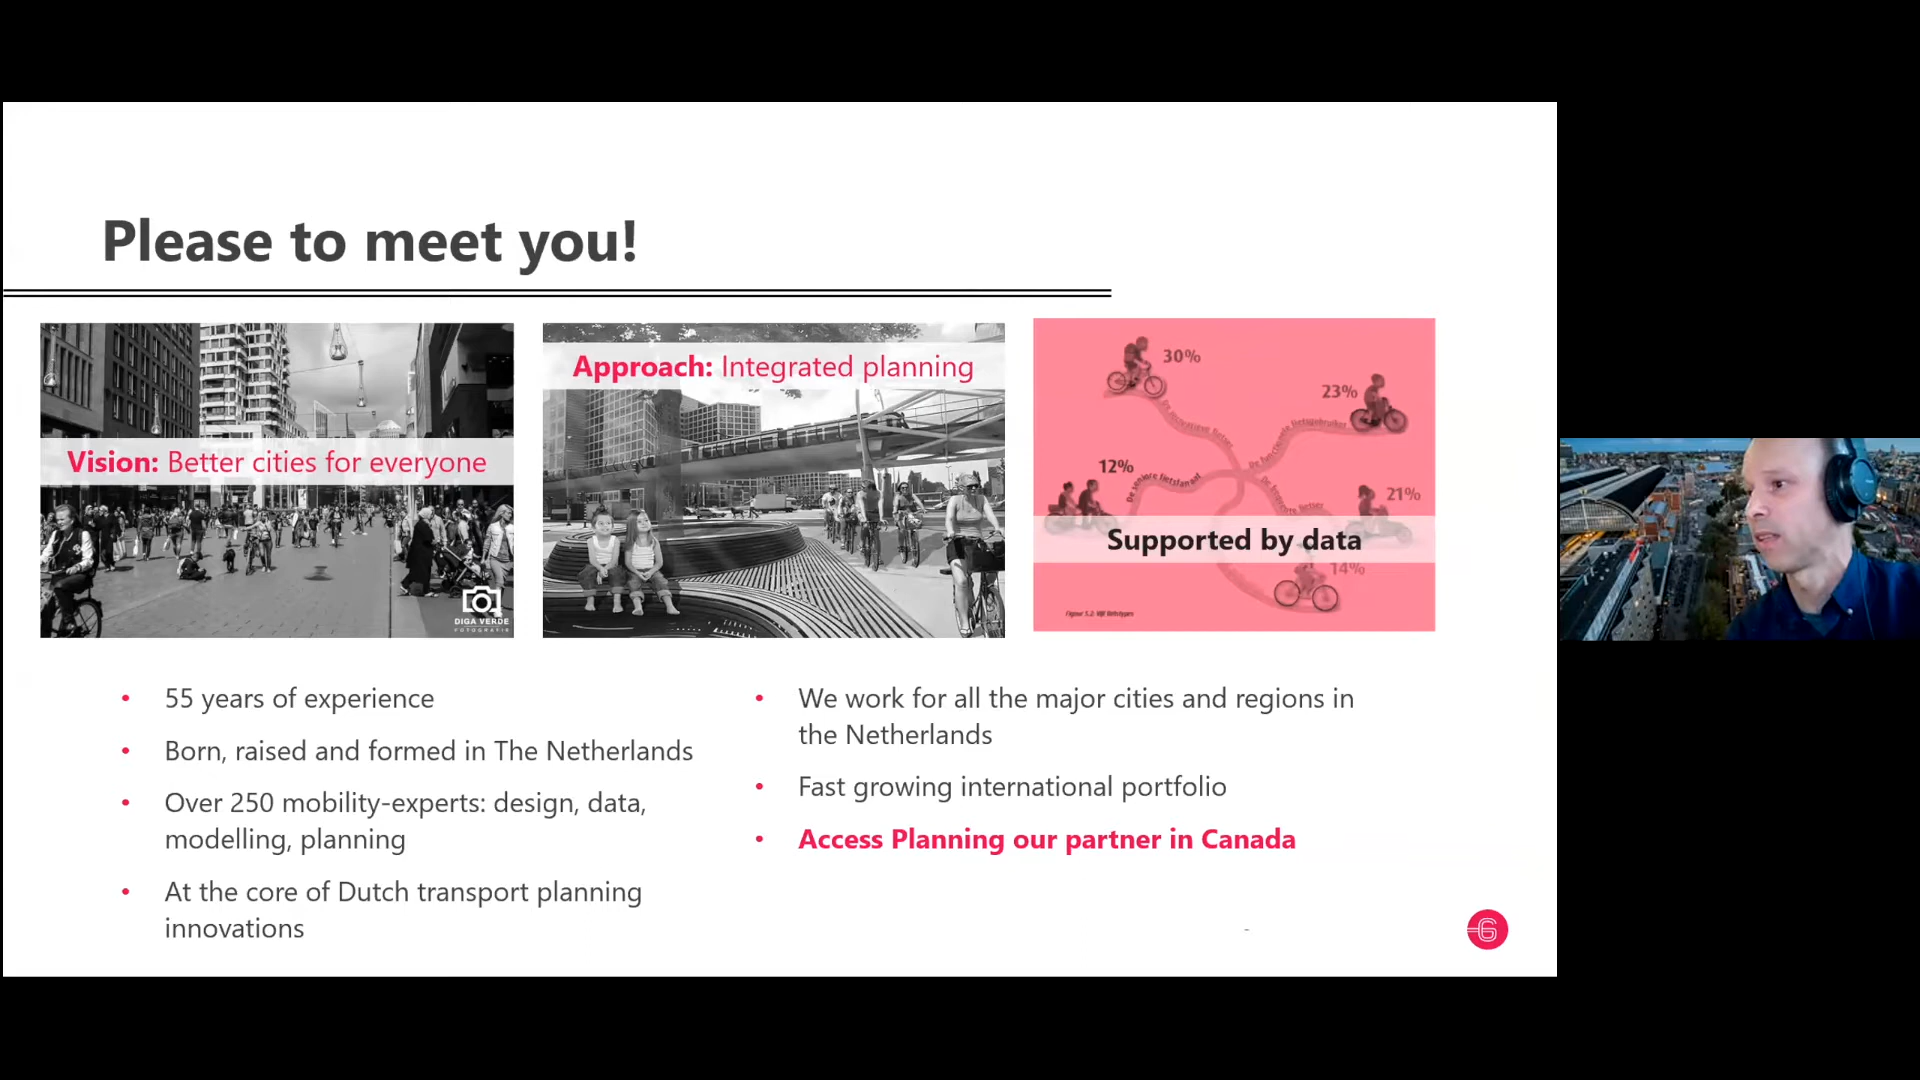 Please to meet you!
Vision: Better cities for everyone
DIGA VERDE
FOTOGRAFIE
Approach: Integrated planning
30%
23%
12%
21%
Supported by data
14%
• 55 years of experience
• Born, raised and formed in The Netherlands
• Over 250 mobility-experts: design, data,
modelling, planning
• At the core of Dutch transport planning
innovations
• We work for all the major cities and regions in
the Netherlands
• Fast growing international portfolio
• Access Planning our partner in Canada